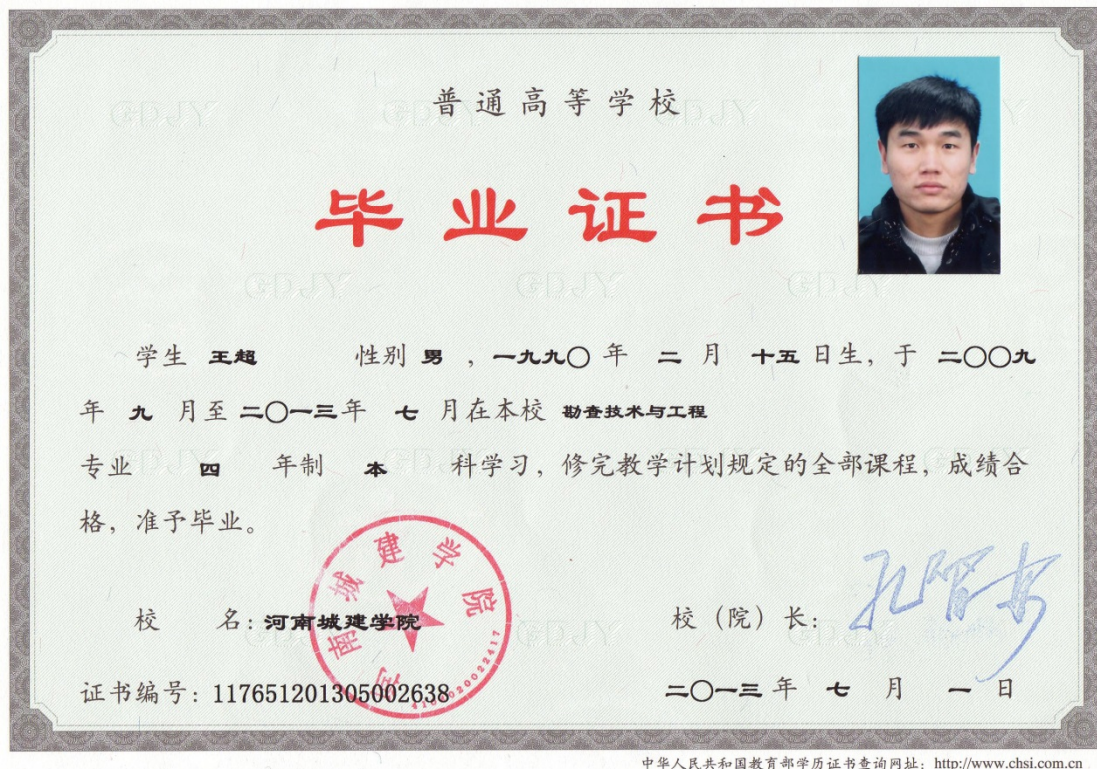 普通高等学校
毕业证书
学生 王超 性别 男 ，一九九〇 年 二 月 十五 日生，于 二〇〇九
年 九 月至 二〇一三 年 七 月在本校 勘查技术与工程
专业 四 年制 本 科学习，修完教学计划规定的全部课程，成绩合
格，准予毕业。
河南城建学院
校 名：河南城建学院 校（院）长：
证书编号：117651201305002638 二〇一三 年 七 月 一 日
中华人民共和国教育部学历证书查询网址：http://www.chsi.com.cn